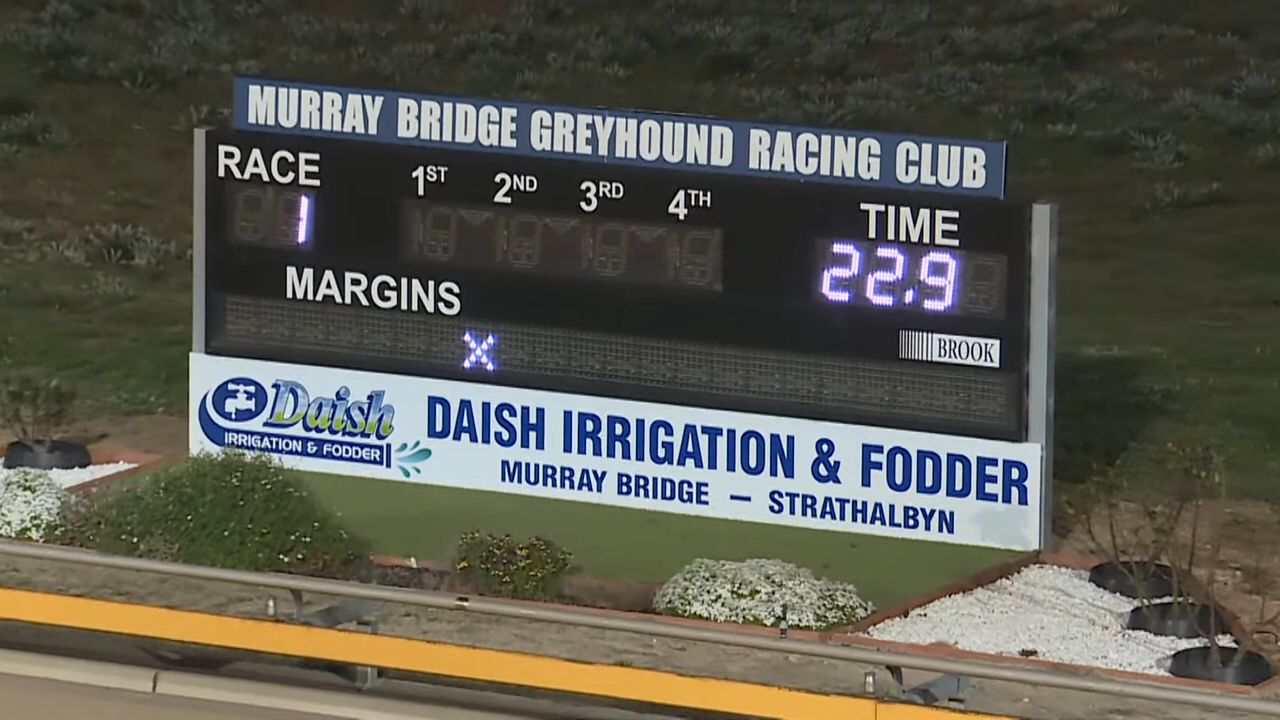 MURRAY BRIDGE GREYHOUND RACING CLUB
RACE 1ST 2ND 3RD 4TH TIME
1 22.9
MARGINS
X
BROOK
Daish
IRRIGATION & FODDER
DAISH IRRIGATION & FODDER
MURRAY BRIDGE – STRATHALBYN